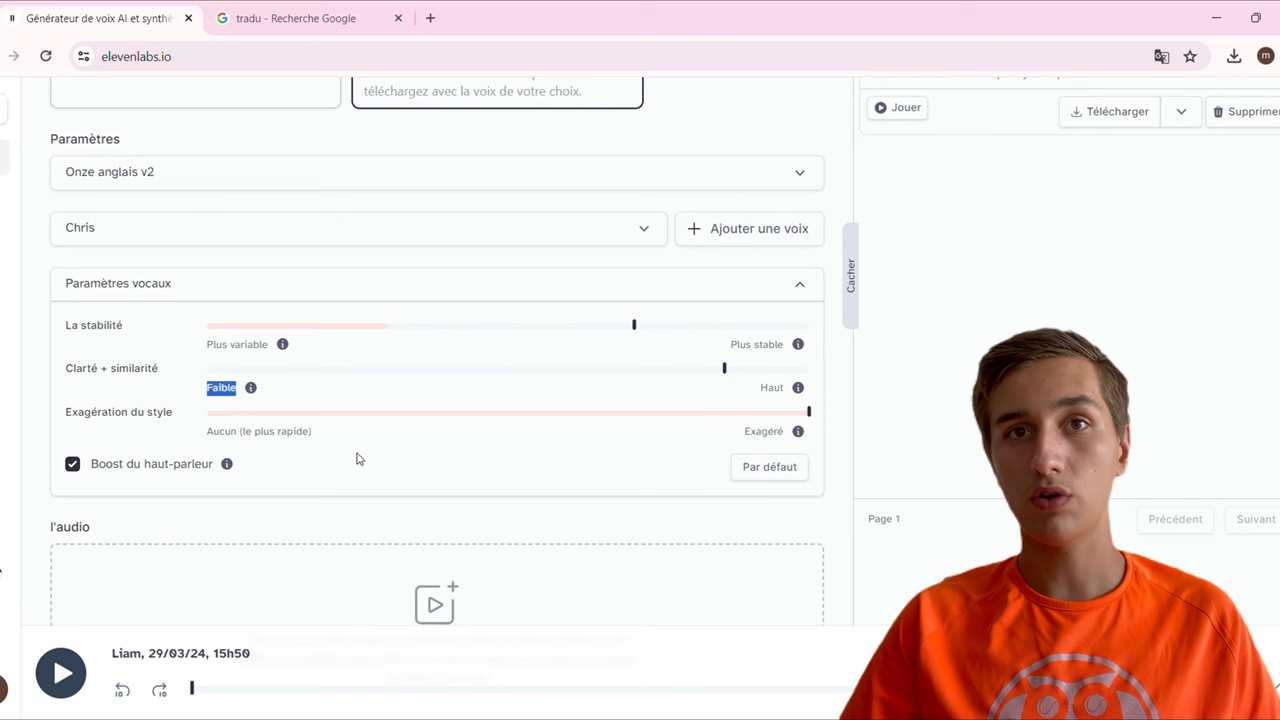 Générateur de voix AI et synthè
tradu - Recherche Google
elevenlabs.io
m
téléchargez avec la voix de votre choix.
Jouer
Télécharger
Supprimer
Paramètres
Onze anglais v2
Chris
Ajouter une voix
Cacher
Paramètres vocaux
La stabilité
Plus variable
Plus stable
Clarté + similarité
Faible
Haut
Exagération du style
Aucun (le plus rapide)
Exagéré
Boost du haut-parleur
Par défaut
l'audio
Page 1
Précédent
Suivant
Liam, 29/03/24, 15h50
10
10